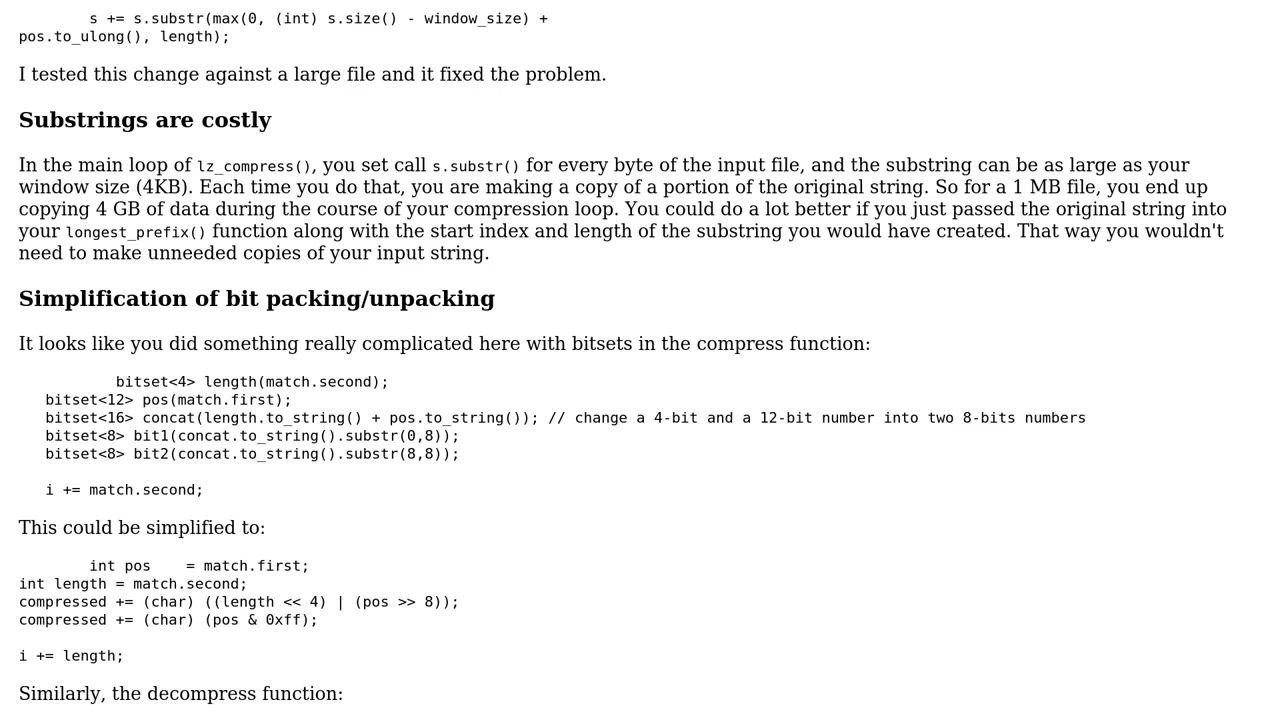 s += s.substr(max(0, (int) s.size() - window_size) +
pos.to_ulong(), length);
I tested this change against a large file and it fixed the problem.
Substrings are costly
In the main loop of lz_compress(), you set call s.substr() for every byte of the input file, and the substring can be as large as your
window size (4KB). Each time you do that, you are making a copy of a portion of the original string. So for a 1 MB file, you end up
copying 4 GB of data during the course of your compression loop. You could do a lot better if you just passed the original string into
your longest_prefix() function along with the start index and length of the substring you would have created. That way you wouldn't
need to make unneeded copies of your input string.
Simplification of bit packing/unpacking
It looks like you did something really complicated here with bitsets in the compress function:
           bitset<4> length(match.second);
   bitset<12> pos(match.first);
   bitset<16> concat(length.to_string() + pos.to_string()); // change a 4-bit and a 12-bit number into two 8-bits numbers
   bitset<8> bit1(concat.to_string().substr(0,8));
   bitset<8> bit2(concat.to_string().substr(8,8));
   i += match.second;
This could be simplified to:
        int pos    = match.first;
int length = match.second;
compressed += (char) ((length << 4) | (pos >> 8));
compressed += (char) (pos & 0xff);
i += length;
Similarly, the decompress function: